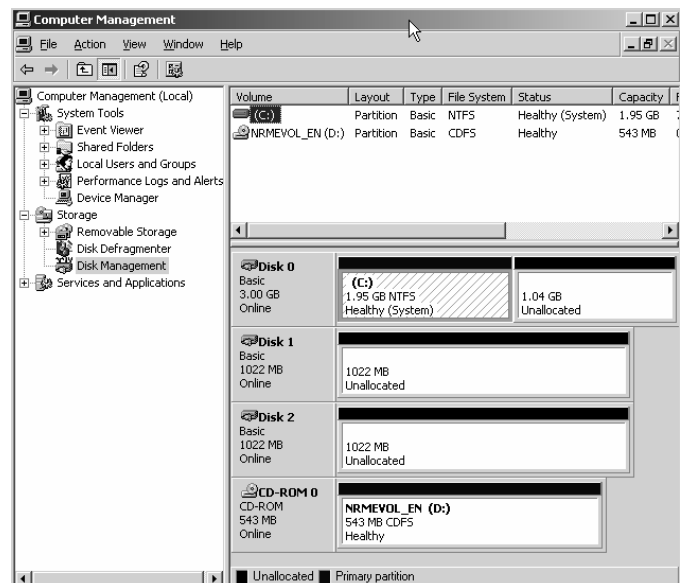 Computer Management
File Action View Window Help
Computer Management (Local)
System Tools
Event Viewer
Shared Folders
Local Users and Groups
Performance Logs and Alerts
Device Manager
Storage
Removable Storage
Disk Defragmenter
Disk Management
Services and Applications
Volume Layout Type File System Status Capacity
(C:) Partition Basic NTFS Healthy (System) 1.95 GB
NRMEVOL_EN (D:) Partition Basic CDFS Healthy 543 MB
Disk 0
Basic
3.00 GB
Online
(C:)
1.95 GB NTFS
Healthy (System)
1.04 GB
Unallocated
Disk 1
Basic
1022 MB
Online
1022 MB
Unallocated
Disk 2
Basic
1022 MB
Online
1022 MB
Unallocated
CD-ROM 0
CD-ROM
543 MB
Online
NRMEVOL_EN (D:)
543 MB CDFS
Healthy
Unallocated Primary partition